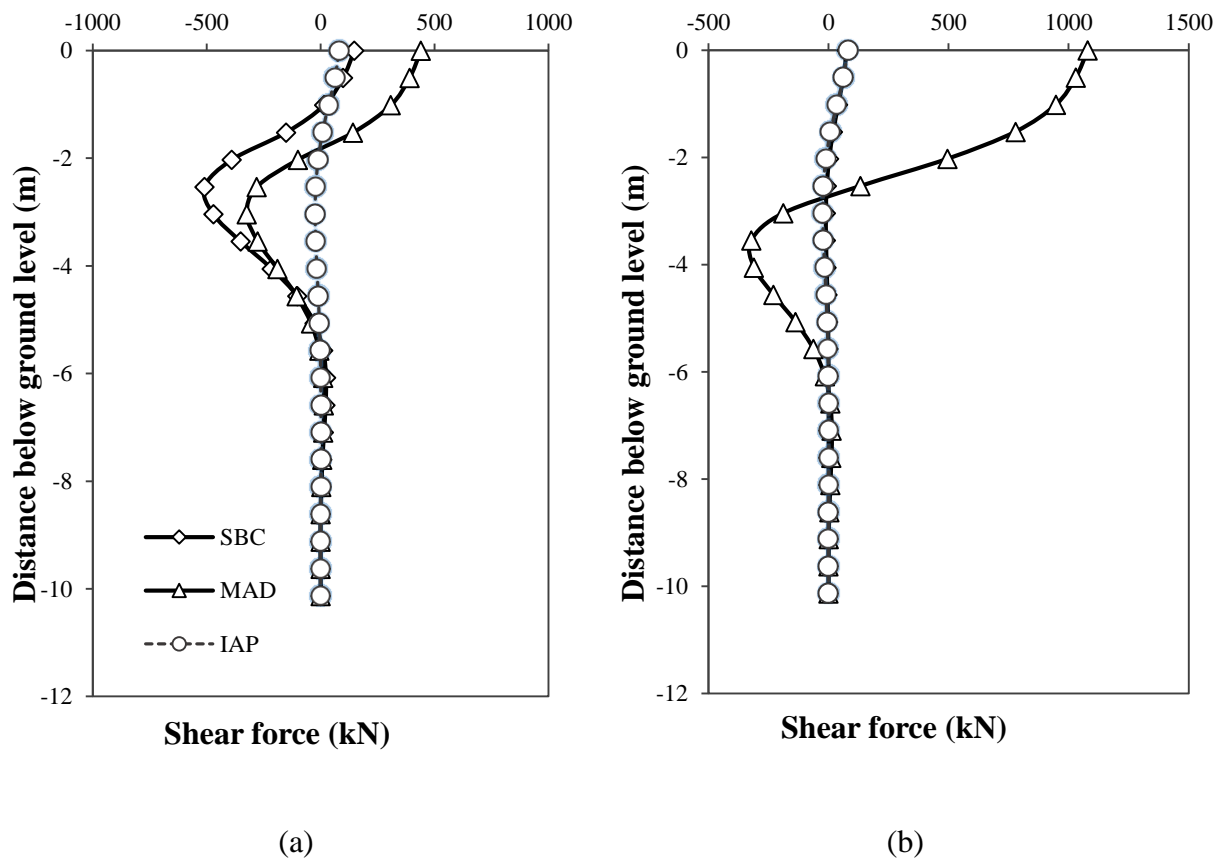 -1000 -500 0 500 1000
0
-2
-4
-6
-8
-10
-12
Distance below ground level (m)
SBC
MAD
IAP
Shear force (kN)
(a)
-500 0 500 1000 1500
0
-2
-4
-6
-8
-10
-12
Distance below ground level (m)
Shear force (kN)
(b)